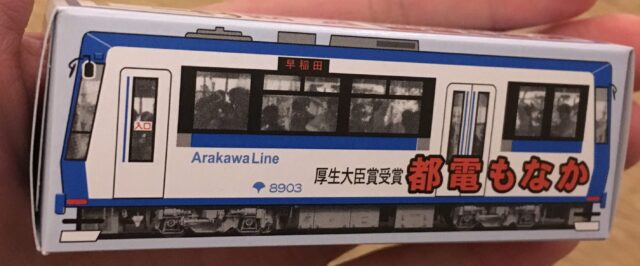 早稲田
入口
Arakawa Line
8903
厚生大臣賞受賞
都電もなか